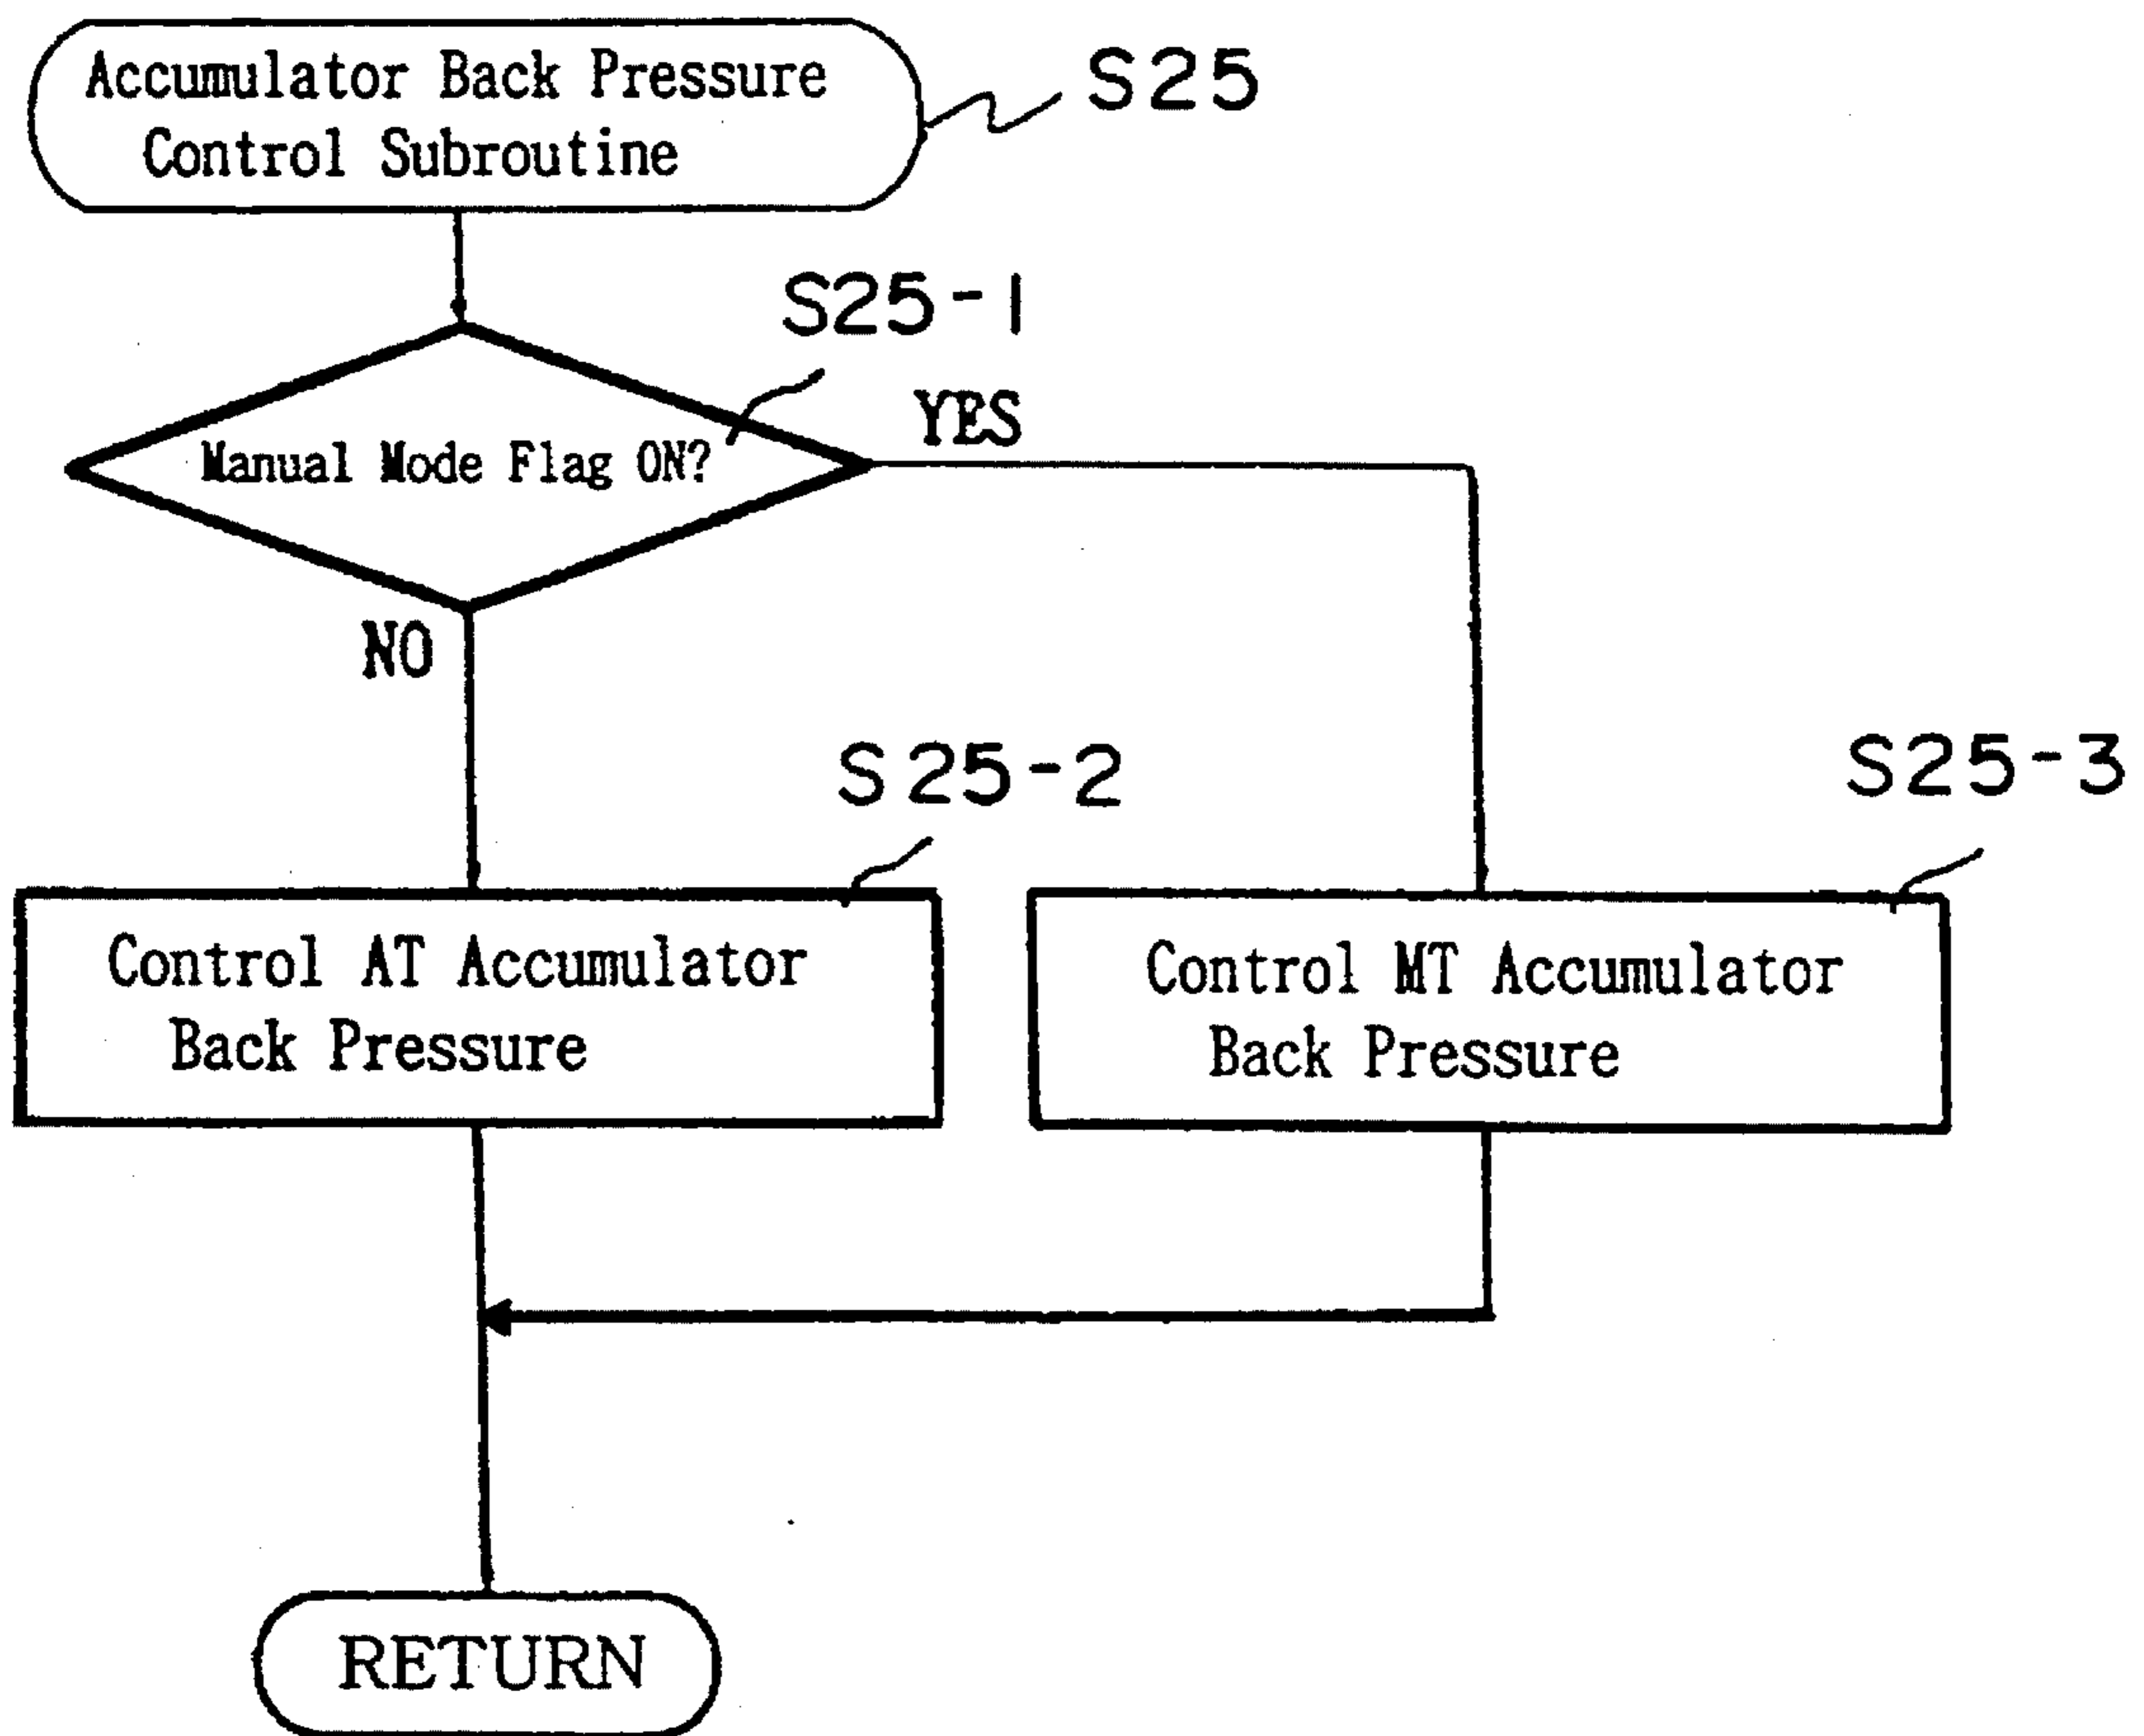 Accumulator Back Pressure
Control Subroutine
S25
S25-1
YES
Manual Mode Flag ON?
NO
S25-2
S25-3
Control AT Accumulator
Back Pressure
Control MT Accumulator
Back Pressure
RETURN